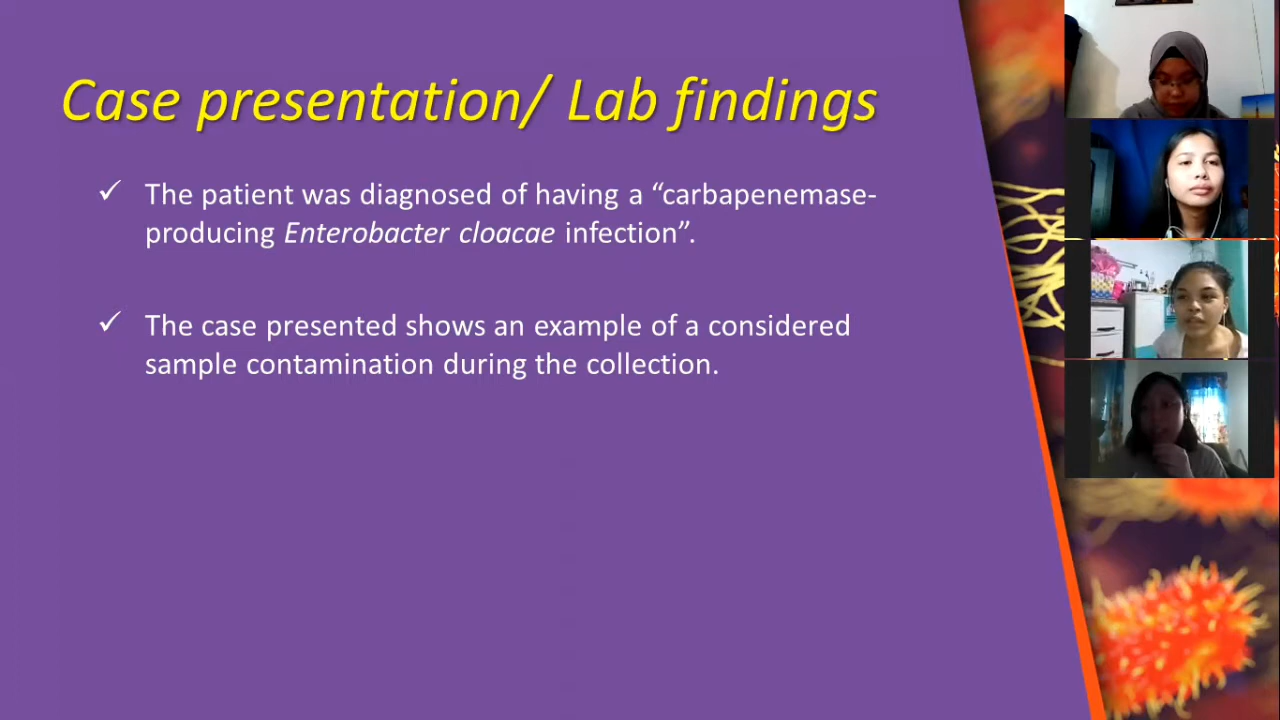 Case presentation/ Lab findings
✓ The patient was diagnosed of having a “carbapenemase-
producing Enterobacter cloacae infection”.
✓ The case presented shows an example of a considered
sample contamination during the collection.